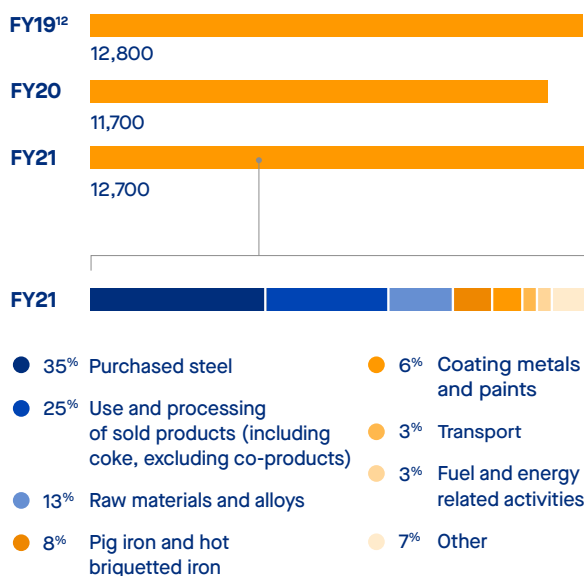 FY19¹²
12,800
FY20
11,700
FY21
12,700
FY21
35% Purchased steel
25% Use and processing
of sold products (including
coke, excluding co-products)
13% Raw materials and alloys
8% Pig iron and hot
briquetted iron
6% Coating metals
and paints
3% Transport
3% Fuel and energy
related activities
7% Other